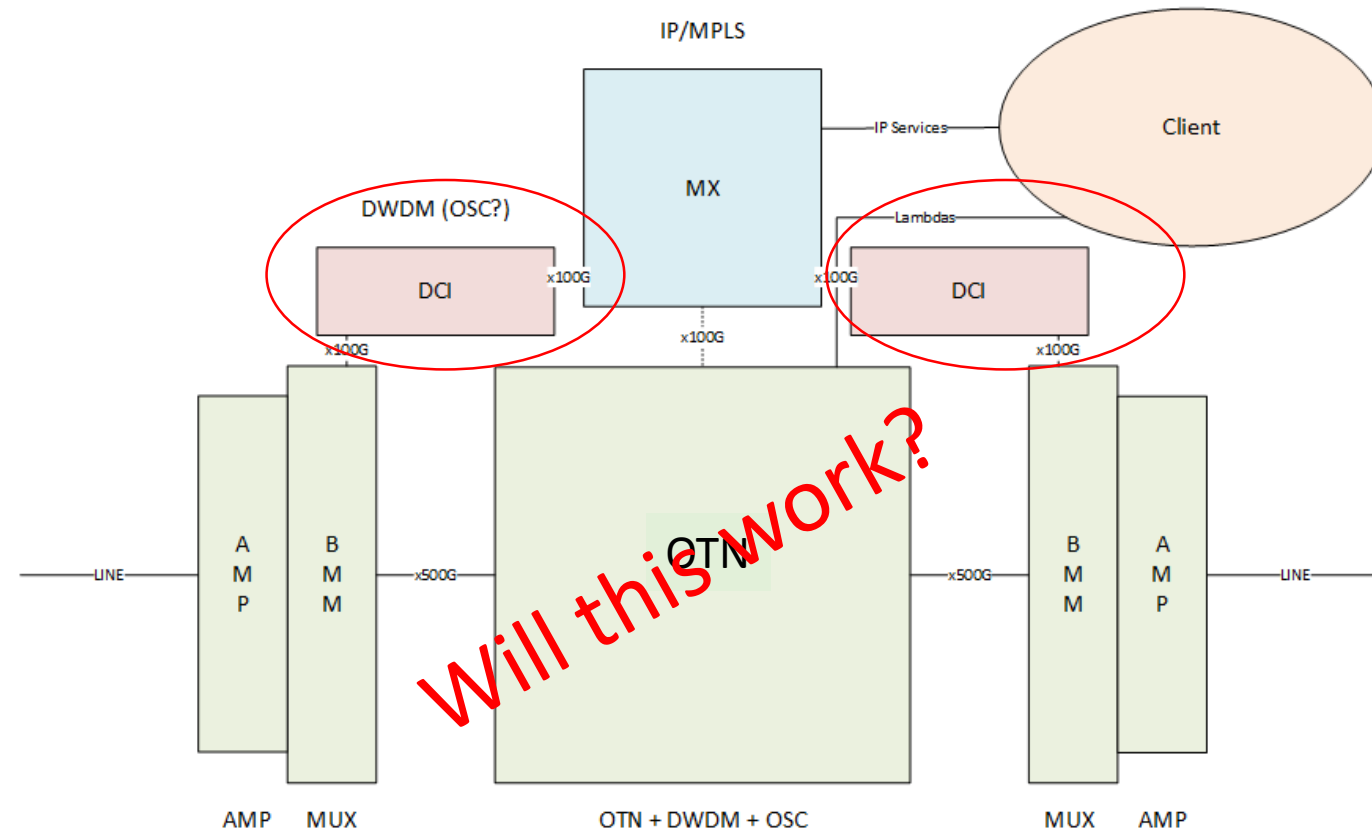 IP/MPLS
IP Services
Client
MX
DWDM (OSC?)
Lambdas
x100G
x100G
DCI
DCI
x100G
x100G
x100G
Will this work?
OTN
LINE
A
M
P
B
M
M
x500G
x500G
B
M
M
A
M
P
LINE
AMP
MUX
OTN + DWDM + OSC
MUX
AMP